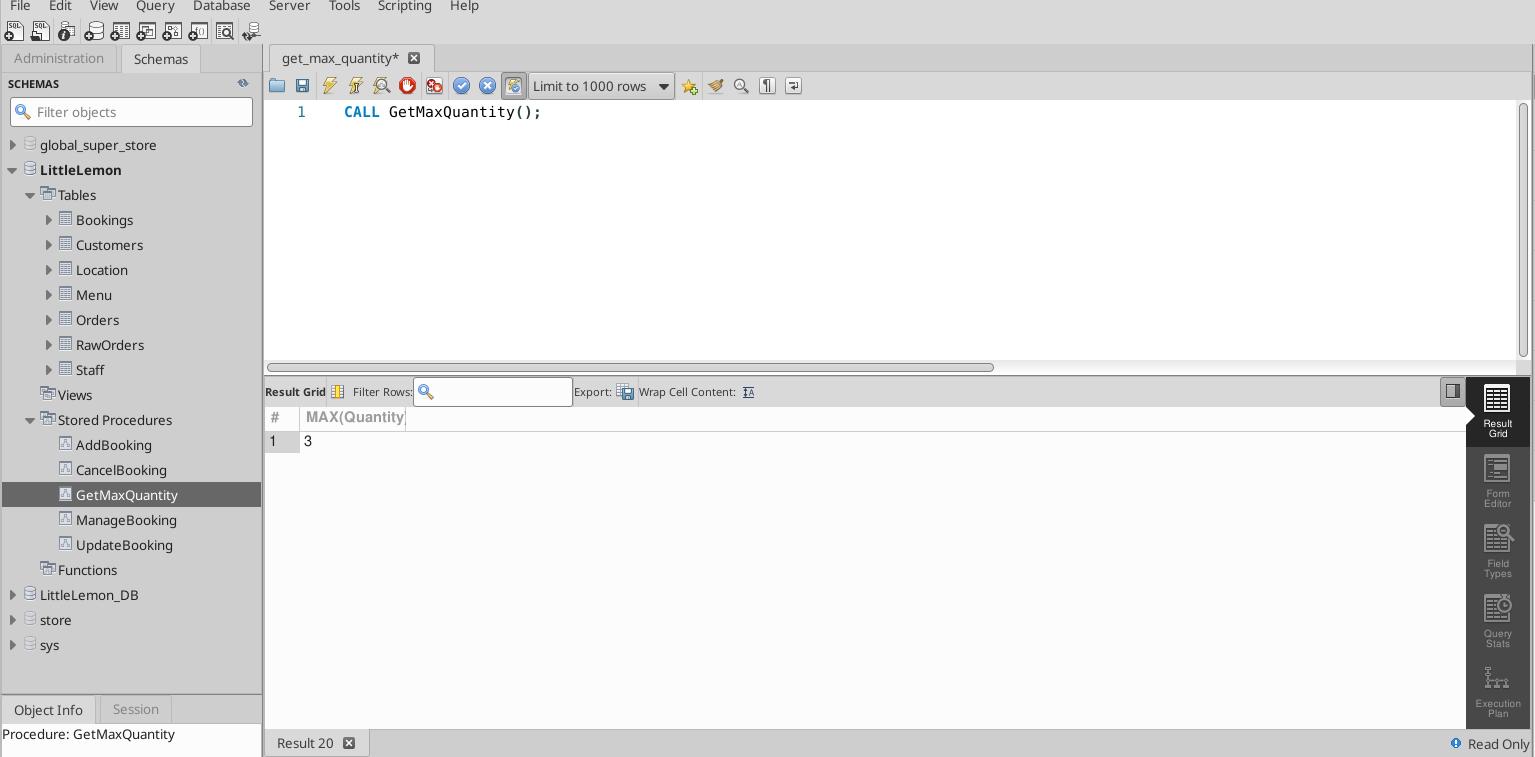 File Edit View Query Database Server Tools Scripting Help
Administration Schemas
SCHEMAS
Filter objects
global_super_store
LittleLemon
Tables
Bookings
Customers
Location
Menu
Orders
RawOrders
Staff
Views
Stored Procedures
AddBooking
CancelBooking
GetMaxQuantity
ManageBooking
UpdateBooking
Functions
LittleLemon_DB
store
sys
Object Info Session
Procedure: GetMaxQuantity
get_max_quantity*
Limit to 1000 rows
1 CALL GetMaxQuantity();
Result Grid Filter Rows: Export: Wrap Cell Content:
# MAX(Quantity
1 3
Result
Grid
Form
Editor
Field
Types
Query
Stats
Execution
Plan
Result 20
Read Only